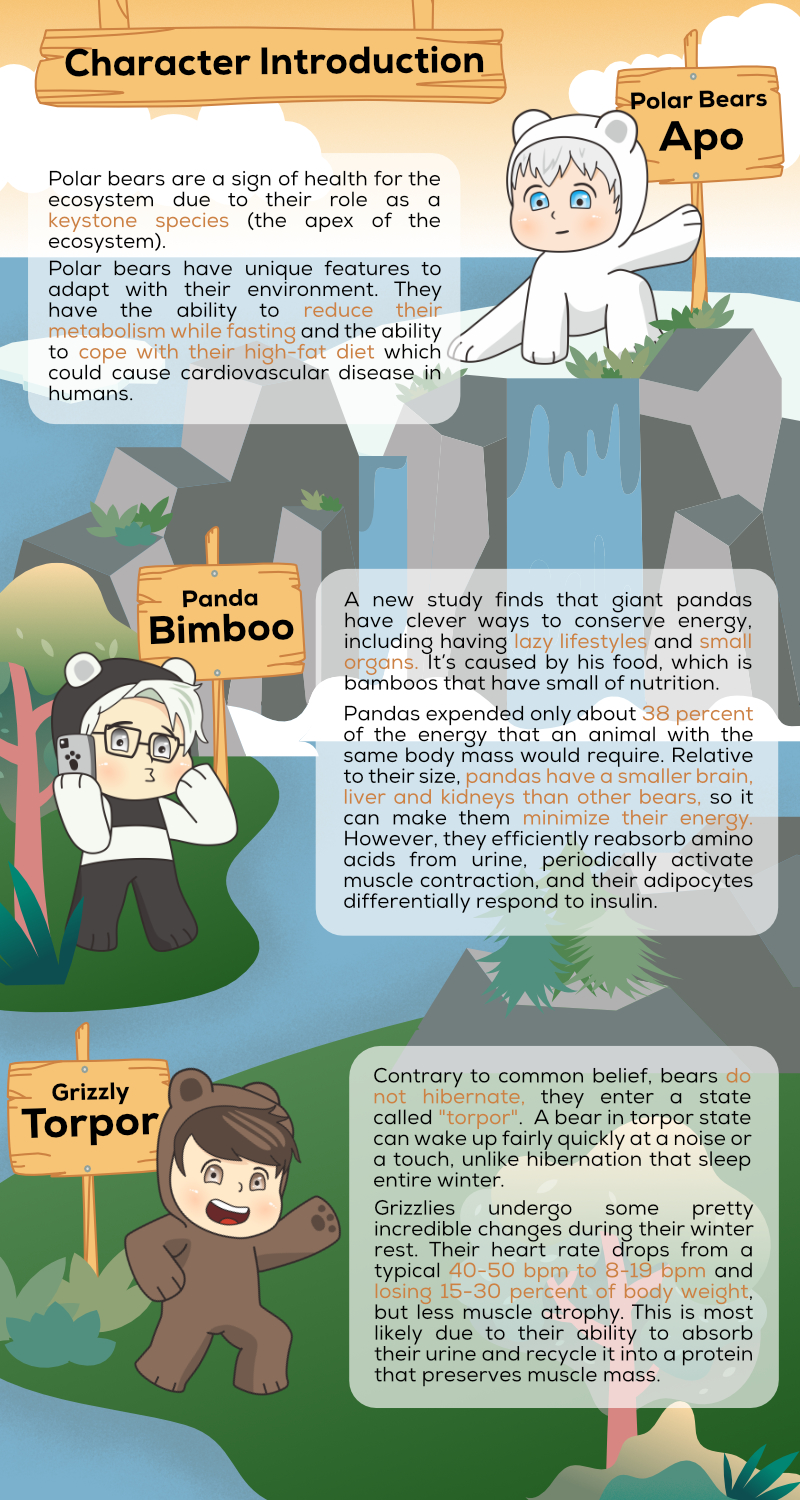 Character Introduction
Polar Bears
Apo
Polar bears are a sign of health for the
ecosystem due to their role as a
keystone species (the apex of the
ecosystem).
Polar bears have unique features to
adapt with their environment. They
have the ability to reduce their
metabolism while fasting and the ability
to cope with their high-fat diet which
could cause cardiovascular disease in
humans.
Panda
Bimboo
A new study finds that giant pandas
have clever ways to conserve energy,
including having lazy lifestyles and small
organs. It's caused by his food, which is
bamboos that have small of nutrition.
Pandas expended only about 38 percent
of the energy that an animal with the
same body mass would require. Relative
to their size, pandas have a smaller brain,
liver and kidneys than other bears, so it
can make them minimize their energy.
However, they efficiently reabsorb amino
acids from urine, periodically activate
muscle contraction, and their adipocytes
differentially respond to insulin.
Grizzly
Torpor
Contrary to common belief, bears do
not hibernate, they enter a state
called "torpor". A bear in torpor state
can wake up fairly quickly at a noise or
a touch, unlike hibernation that sleep
entire winter.
Grizzlies undergo some pretty
incredible changes during their winter
rest. Their heart rate drops from a
typical 40-50 bpm to 8-19 bpm and
losing 15-30 percent of body weight,
but less muscle atrophy. This is most
likely due to their ability to absorb
their urine and recycle it into a protein
that preserves muscle mass.